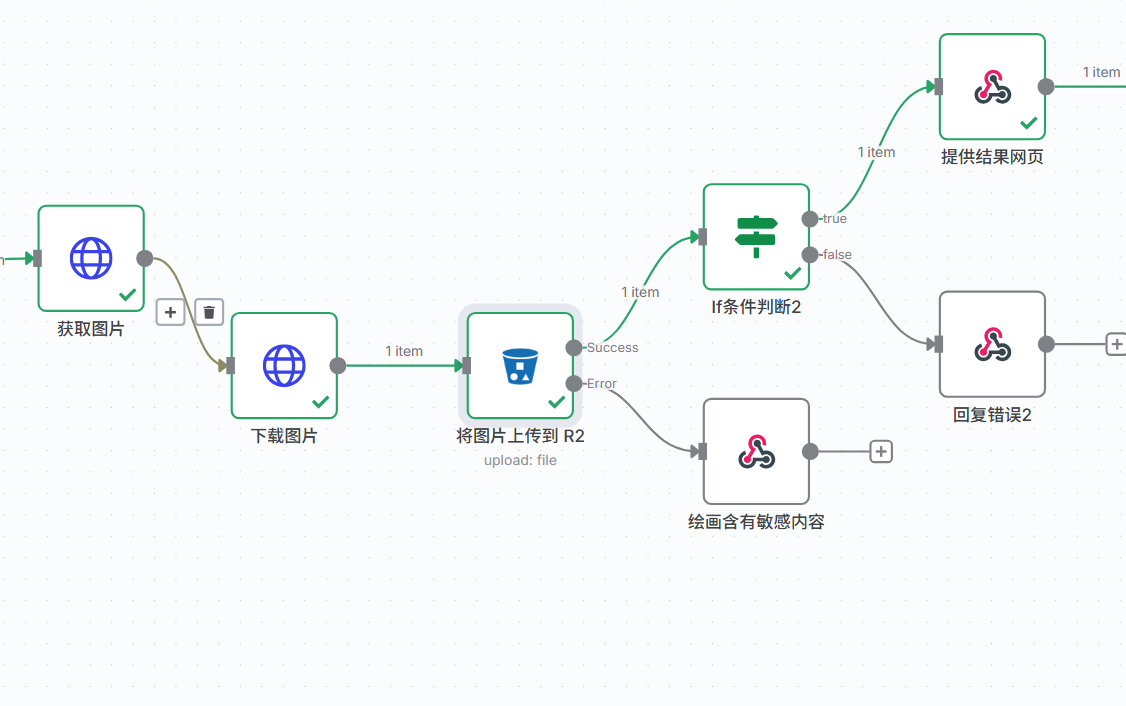 1 item
提供结果网页
1 item
true
false
If条件判断2
获取图片
1 item
1 item
Success
Error
下载图片
将图片上传到 R2
upload: file
回复错误2
绘画含有敏感内容